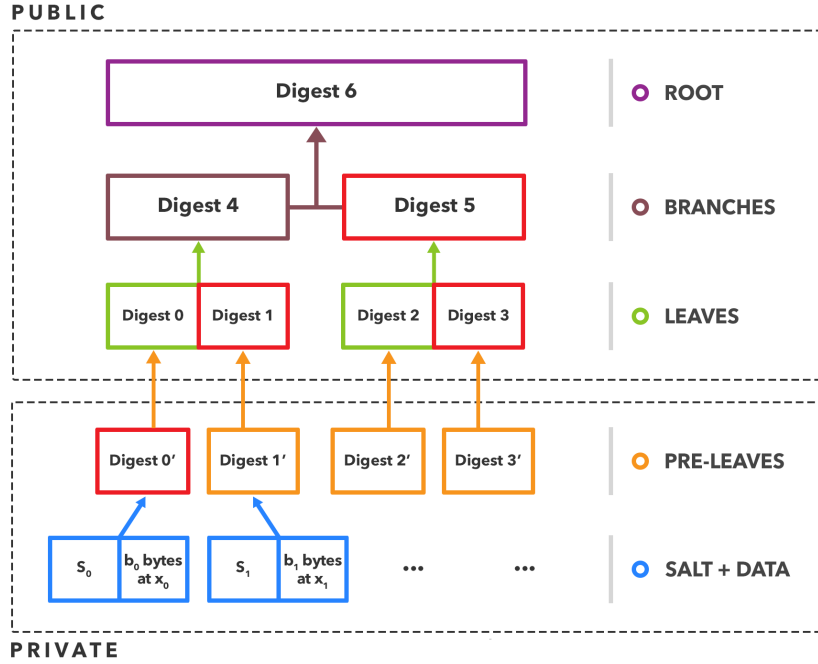 PUBLIC
Digest 6
ROOT
Digest 4
Digest 5
BRANCHES
Digest 0
Digest 1
Digest 2
Digest 3
LEAVES
Digest 0′
Digest 1′
Digest 2′
Digest 3′
PRE-LEAVES
S₀
b₀ bytes
at x₀
S₁
b₁ bytes
at x₁
...
...
SALT + DATA
PRIVATE